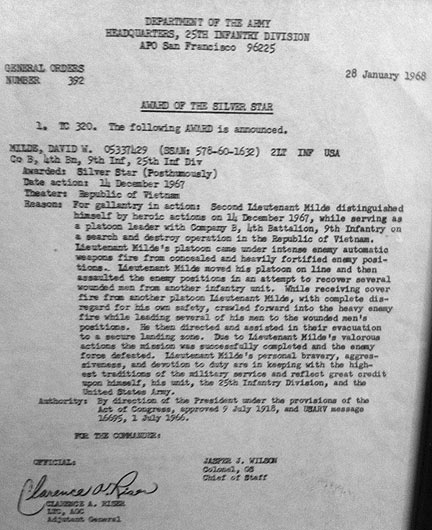 DEPARTMENT OF THE ARMY
HEADQUARTERS, 25TH INFANTRY DIVISION
APO San Francisco 96225
GENERAL ORDERS
NUMBER 392
28 January 1968
AWARD OF THE SILVER STAR
1. TC 320. The following AWARD is announced.
MILDE, DAVID W. 05337429 (SSAN: 578-60-1632) 2LT INF USA
Co B, 4th Bn, 9th Inf, 25th Inf Div
Awarded: Silver Star (Posthumously)
Date action: 14 December 1967
Theater: Republic of Vietnam
Reason: For gallantry in action: Second Lieutenant Milde distinguished
himself by heroic actions on 14 December 1967, while serving as
a platoon leader with Company B, 4th Battalion, 9th Infantry on
a search and destroy operation in the Republic of Vietnam.
Lieutenant Milde's platoon came under intense enemy automatic
weapons fire from concealed and heavily fortified enemy posi-
tions. Lieutenant Milde moved his platoon on line and then
assaulted the enemy positions in an attempt to recover several
wounded men from another infantry unit. While receiving cover
fire from another platoon Lieutenant Milde, with complete dis-
regard for his own safety, crawled forward into the heavy enemy
fire while leading several of his men to the wounded men's
positions. He then directed and assisted in their evacuation
to a secure landing zone. Due to Lieutenant Milde's valorous
actions the mission was successfully completed and the enemy
force defeated. Lieutenant Milde's personal bravery, aggres-
siveness, and devotion to duty are in keeping with the high-
est traditions of the military service and reflect great credit
upon himself, his unit, the 25th Infantry Division, and the
United States Army.
Authority: By direction of the President under the provisions of the
Act of Congress, approved 9 July 1918, and USARV message
16695, 1 July 1966.
FOR THE COMMANDER:
OFFICIAL:
JASPER J. WILSON
Colonel, GS
Chief of Staff
Clarence A. Riser
CLARENCE A. RISER
LTC, AGC
Adjutant General